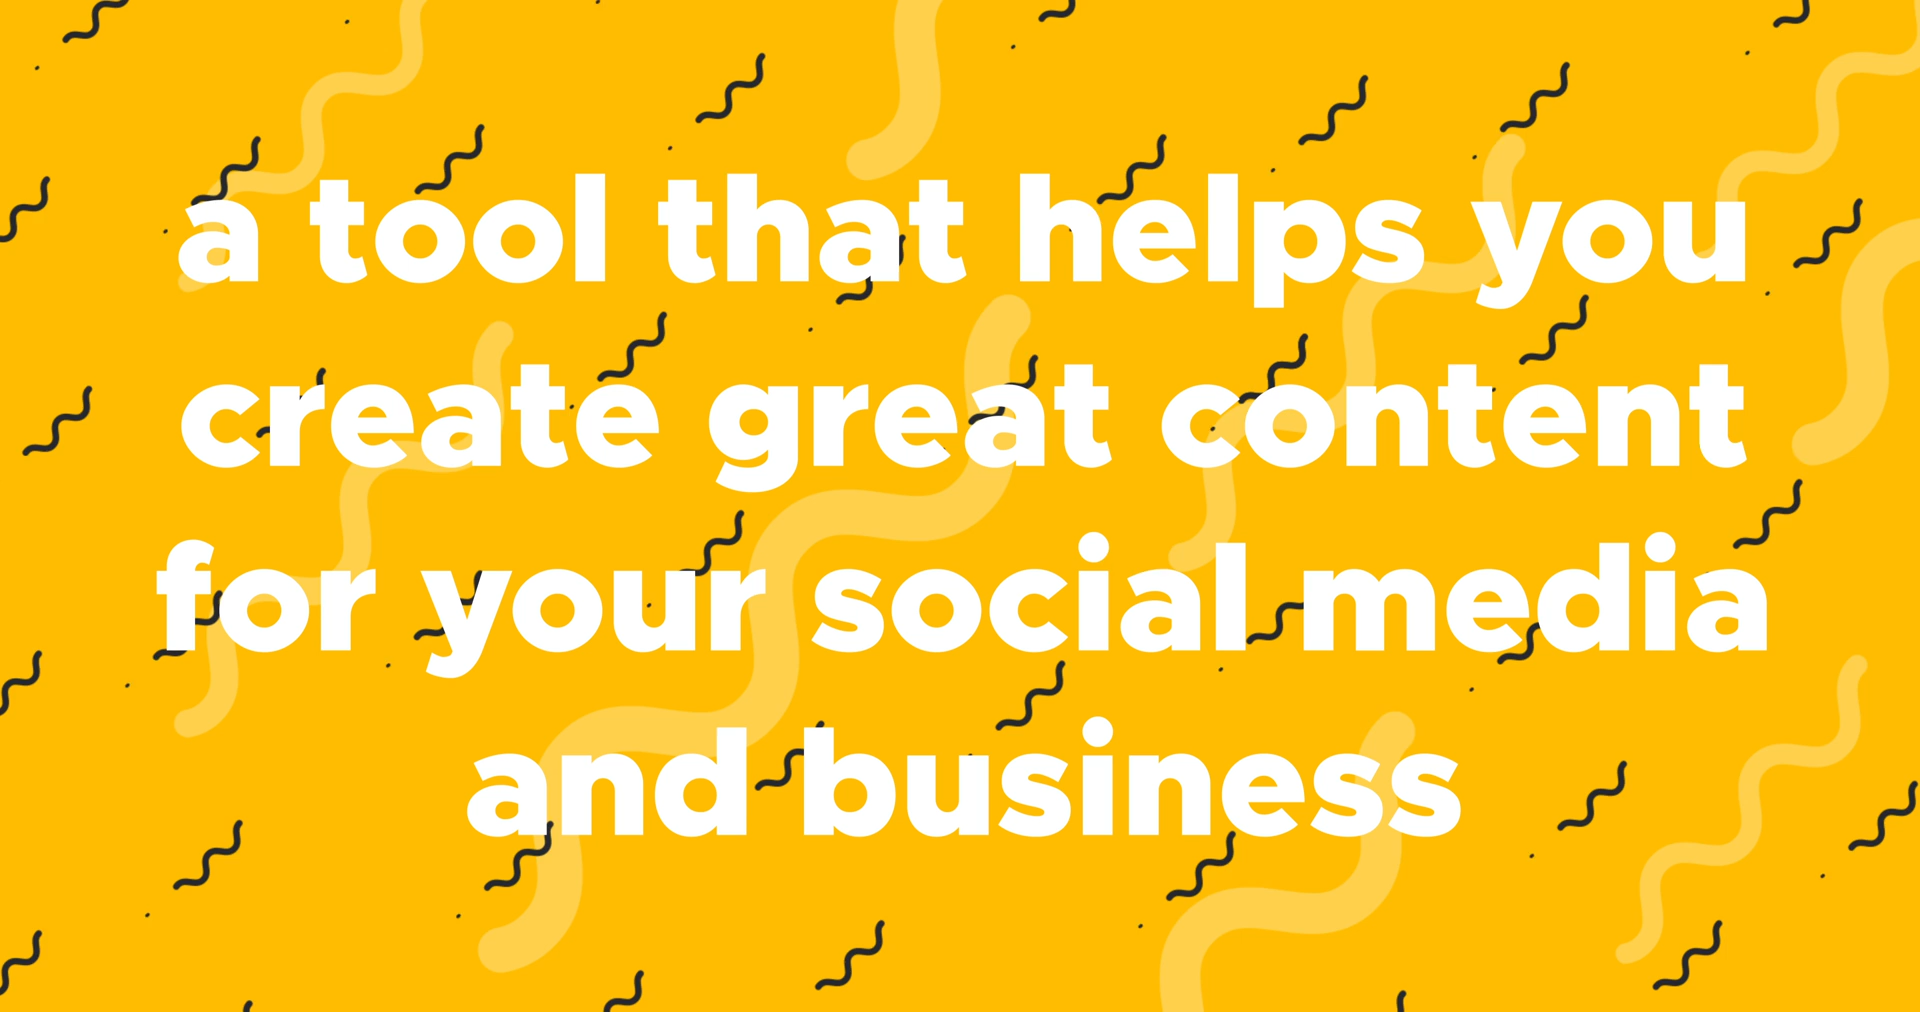 a tool that helps you
create great content
for your social media
and business